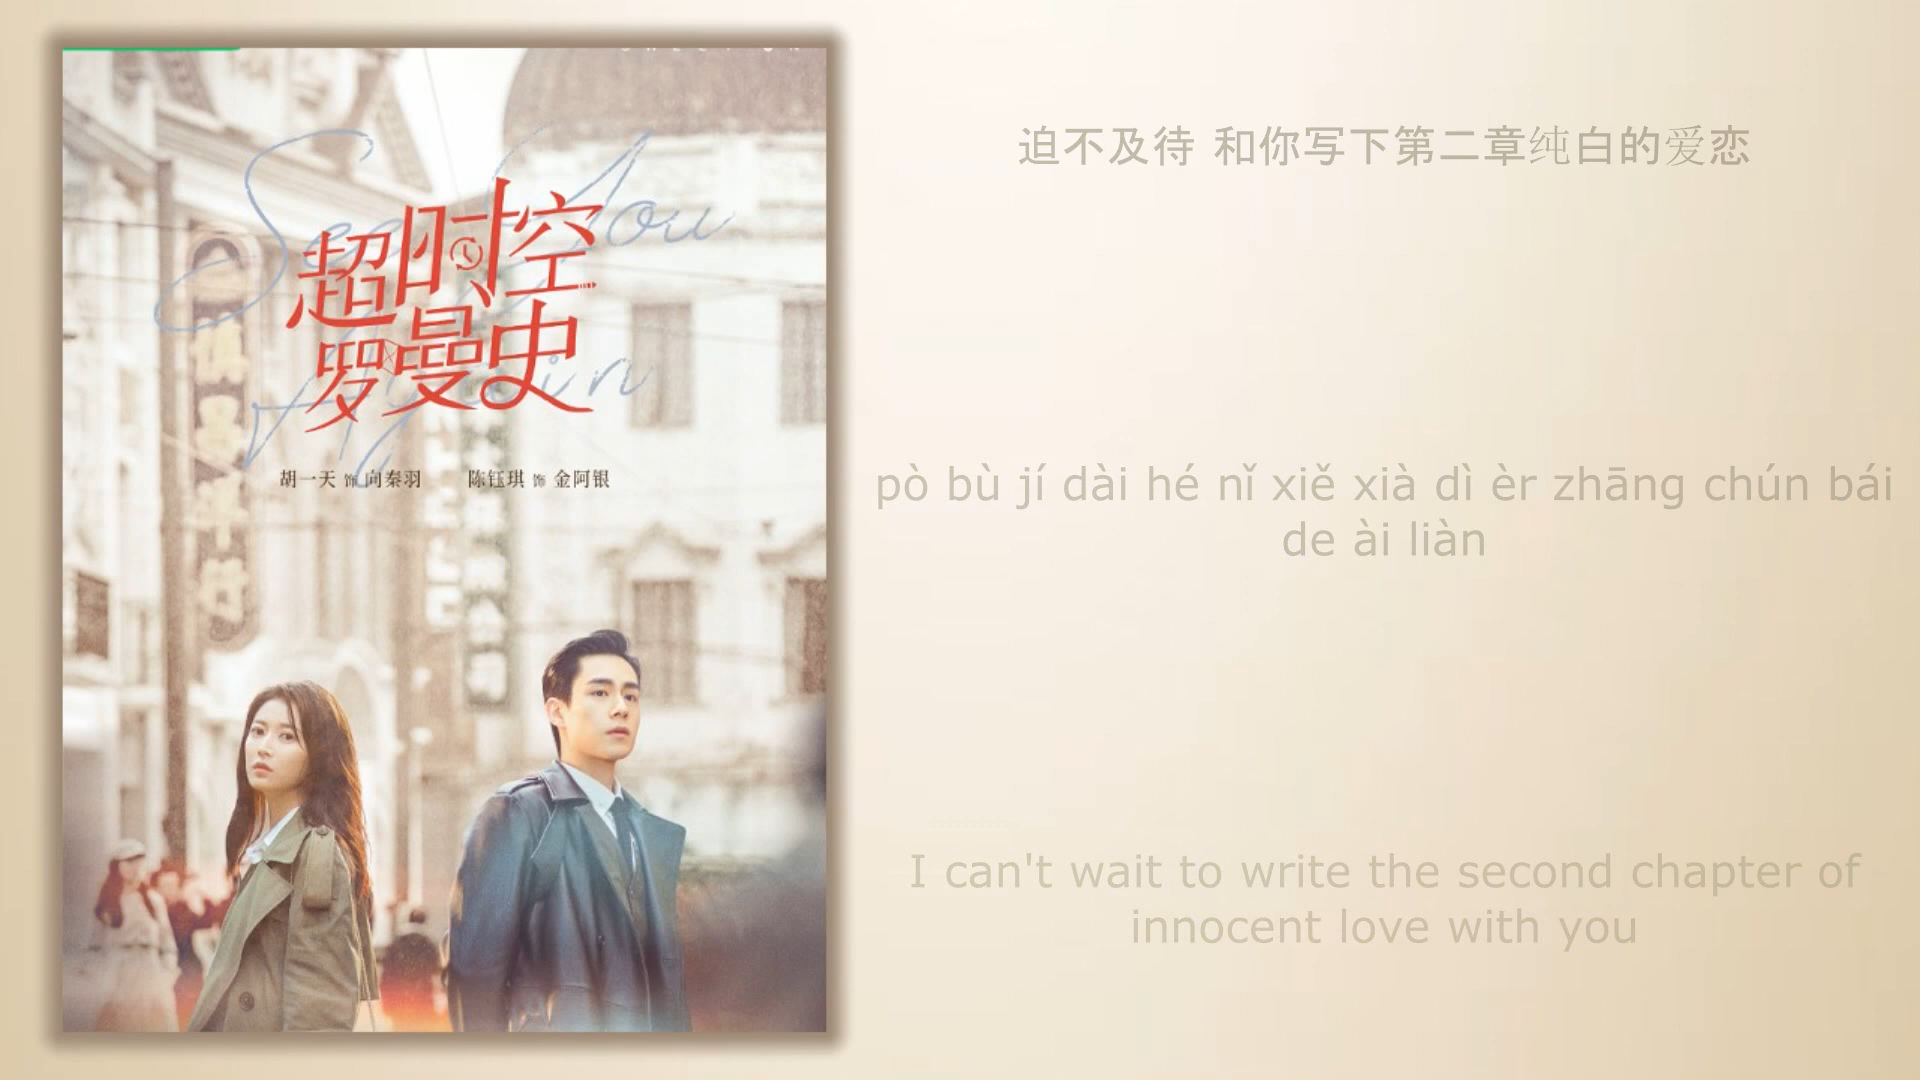 See You
超时空
罗曼史
Again
胡一天 饰 向秦羽 陈钰琪 饰 金阿银
迫不及待 和你写下第二章纯白的爱恋
pò bù jí dài hé nǐ xiě xià dì èr zhāng chún bái
de ài liàn
I can't wait to write the second chapter of
innocent love with you